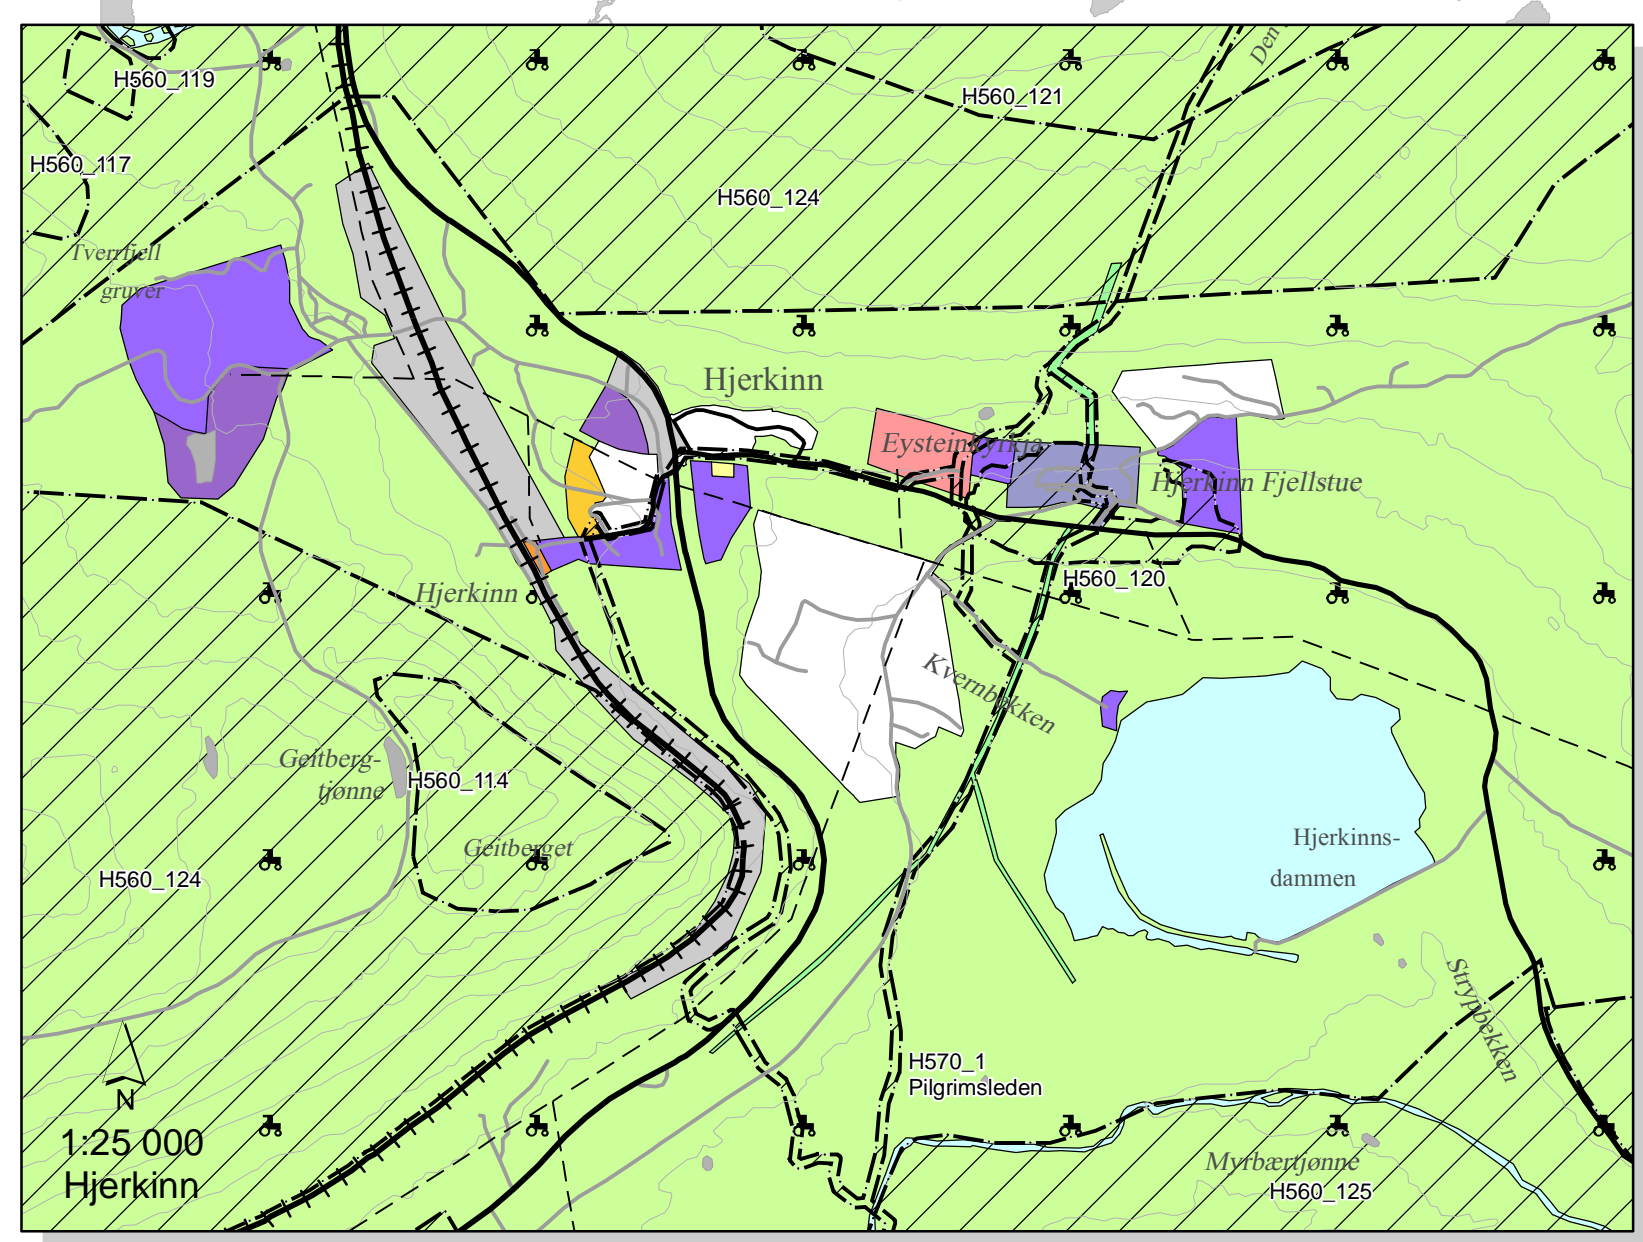 Den
H560_119
H560_121
H560_117
H560_124
Tverrfjell
gruver
Hjerkinn
Eysteinkyrkja
Hjerkinn Fjellstue
H560_120
Hjerkinn
Kvernbekken
Geitberg-
tjønne
H560_114
Geitberget
Hjerkinns-
dammen
H560_124
Strypbekken
H570_1
Pilgrimsleden
N
1:25 000
Hjerkinn
Myrbærtjønne
H560_125